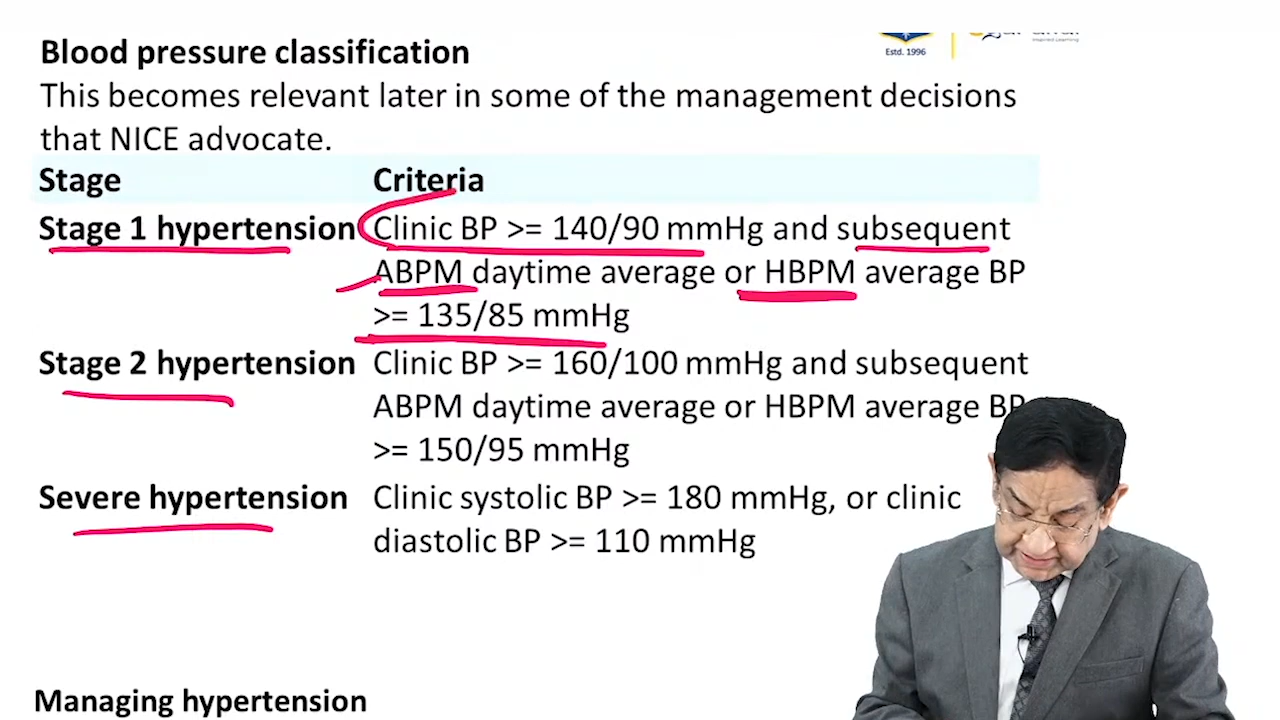 Estd. 1996
Blood pressure classification
This becomes relevant later in some of the management decisions
that NICE advocate.
Stage Criteria
Stage 1 hypertension Clinic BP >= 140/90 mmHg and subsequent
ABPM daytime average or HBPM average BP
>= 135/85 mmHg
Stage 2 hypertension Clinic BP >= 160/100 mmHg and subsequent
ABPM daytime average or HBPM average BP
>= 150/95 mmHg
Severe hypertension Clinic systolic BP >= 180 mmHg, or clinic
diastolic BP >= 110 mmHg
Managing hypertension